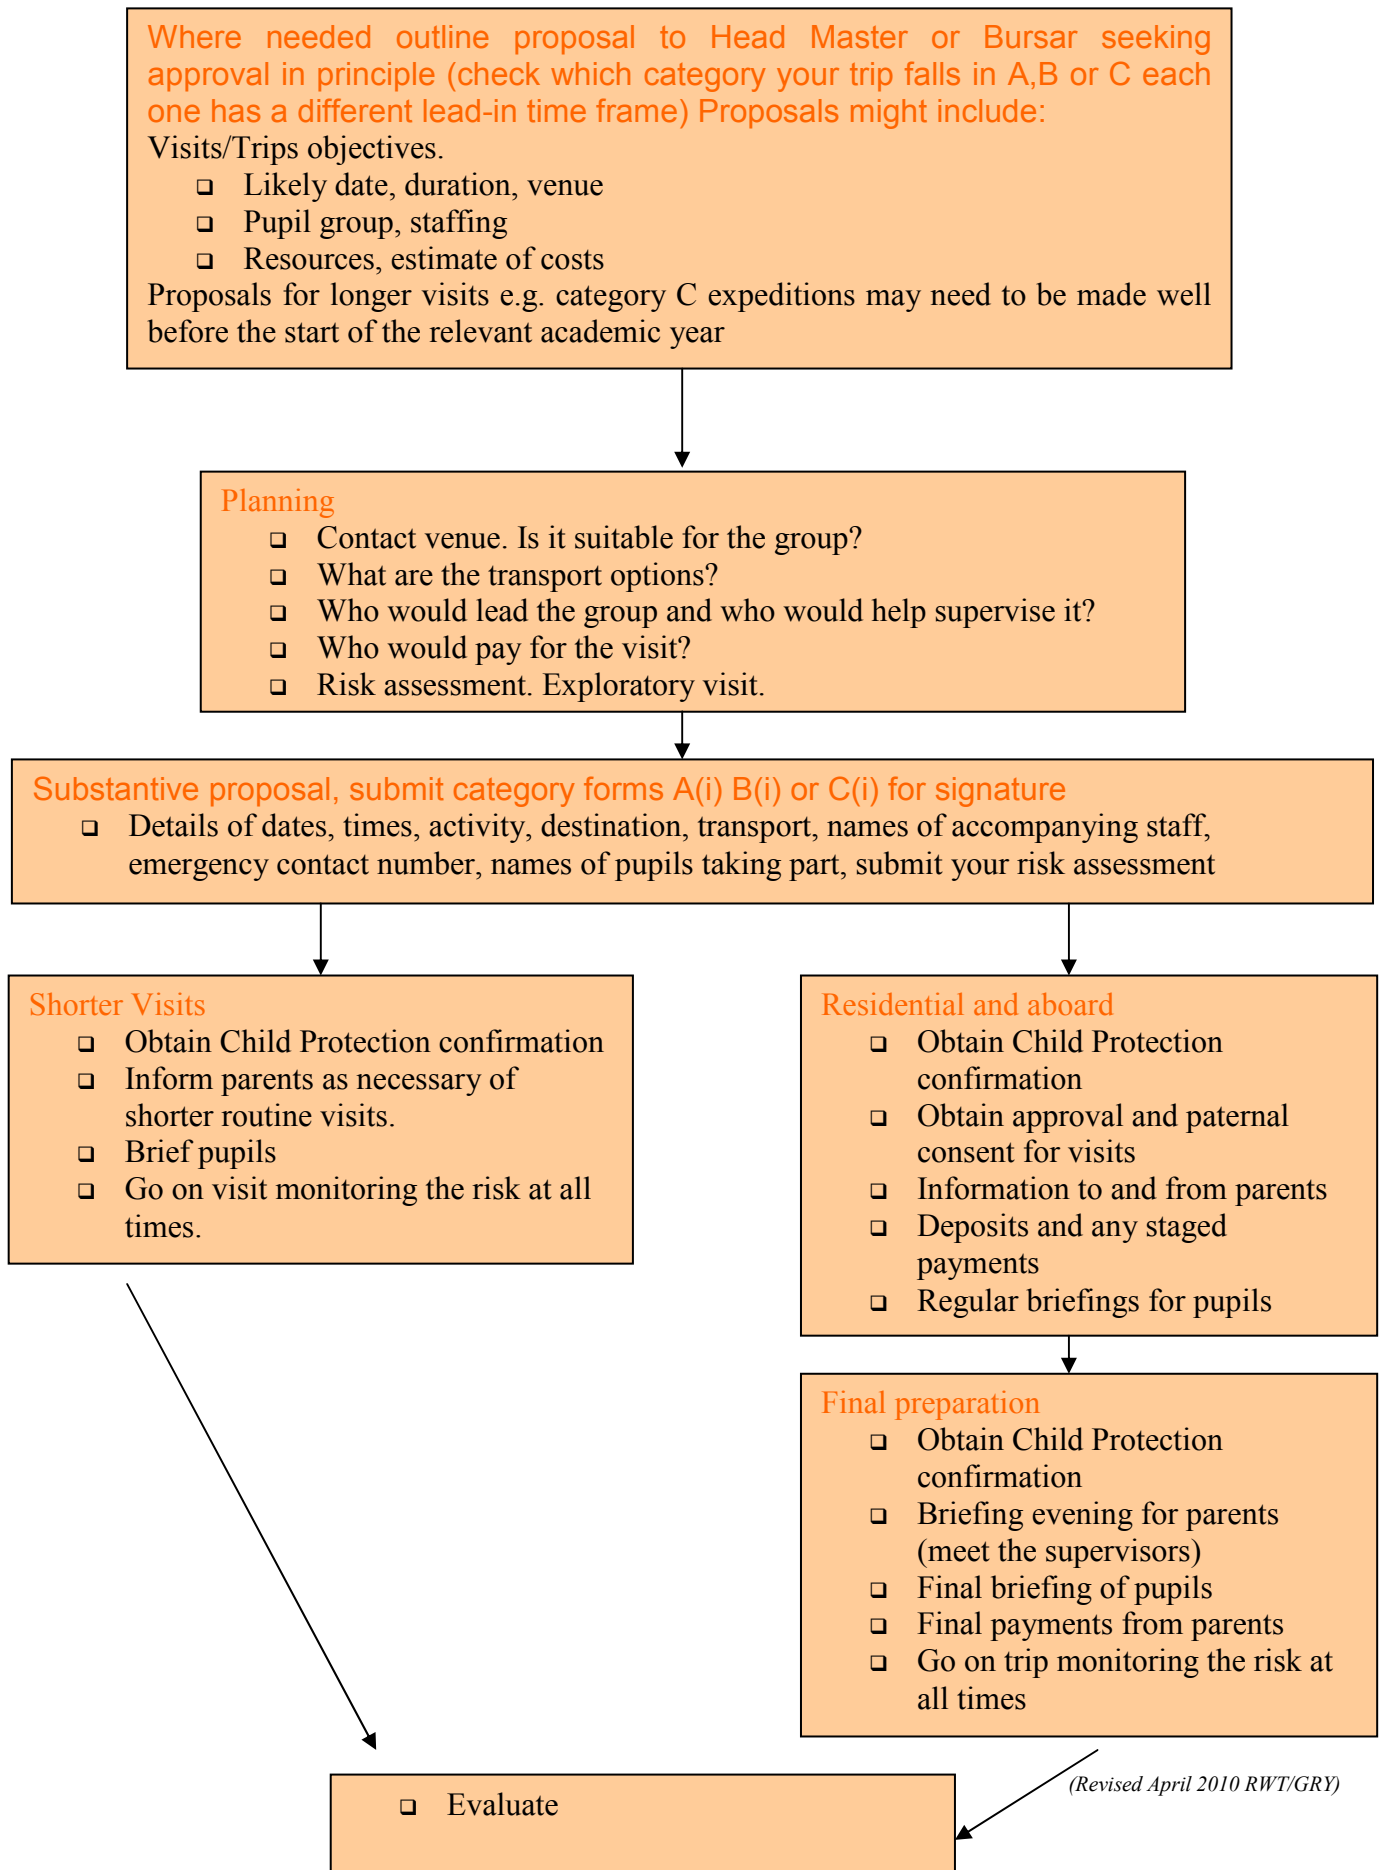 Where needed outline proposal to Head Master or Bursar seeking
approval in principle (check which category your trip falls in A,B or C each
one has a different lead-in time frame) Proposals might include:
Visits/Trips objectives.
❑ Likely date, duration, venue
❑ Pupil group, staffing
❑ Resources, estimate of costs
Proposals for longer visits e.g. category C expeditions may need to be made well
before the start of the relevant academic year
Planning
❑ Contact venue. Is it suitable for the group?
❑ What are the transport options?
❑ Who would lead the group and who would help supervise it?
❑ Who would pay for the visit?
❑ Risk assessment. Exploratory visit.
Substantive proposal, submit category forms A(i) B(i) or C(i) for signature
❑ Details of dates, times, activity, destination, transport, names of accompanying staff,
emergency contact number, names of pupils taking part, submit your risk assessment
Shorter Visits
❑ Obtain Child Protection confirmation
❑ Inform parents as necessary of
shorter routine visits.
❑ Brief pupils
❑ Go on visit monitoring the risk at all
times.
Residential and aboard
❑ Obtain Child Protection
confirmation
❑ Obtain approval and paternal
consent for visits
❑ Information to and from parents
❑ Deposits and any staged
payments
❑ Regular briefings for pupils
Final preparation
❑ Obtain Child Protection
confirmation
❑ Briefing evening for parents
(meet the supervisors)
❑ Final briefing of pupils
❑ Final payments from parents
❑ Go on trip monitoring the risk at
all times
(Revised April 2010 RWT/GRY)
❑ Evaluate